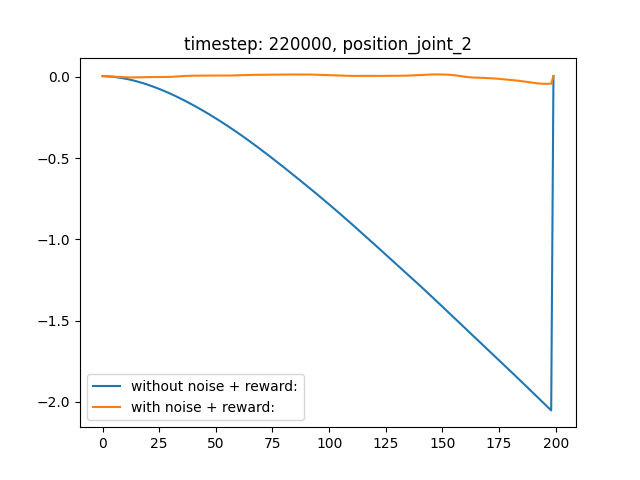 timestep: 220000, position_joint_2
0.0
−0.5
−1.0
−1.5
−2.0
without noise + reward:
with noise + reward:
0 25 50 75 100 125 150 175 200